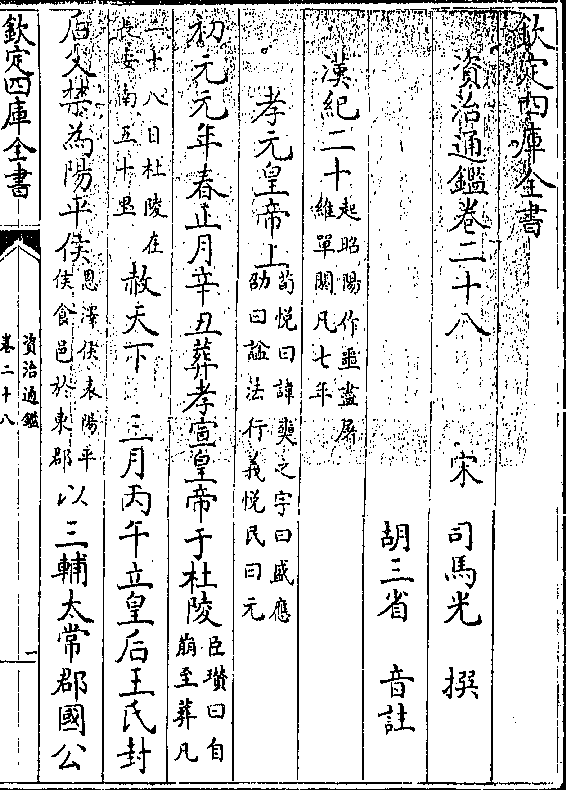 欽定四庫全書
資治通鑑卷二十八 宋 司馬光 撰
胡三省 音註
漢紀二十起昭陽作噩盡屠維單閼凡七年
孝元皇帝上荀悅曰諱奭之字曰盛應劭曰諡法行義悅民曰元
初元元年春正月辛丑葬孝宣皇帝于杜陵臣瓚曰自崩至葬凡
二十八日杜陵在長安南五十里赦天下 三月丙午立皇后王氏封
后父禁為陽平侯恩澤侯表陽平侯食邑於東郡以三輔太常郡國公
欽定四庫全書
資治通鑑
卷二十八
一